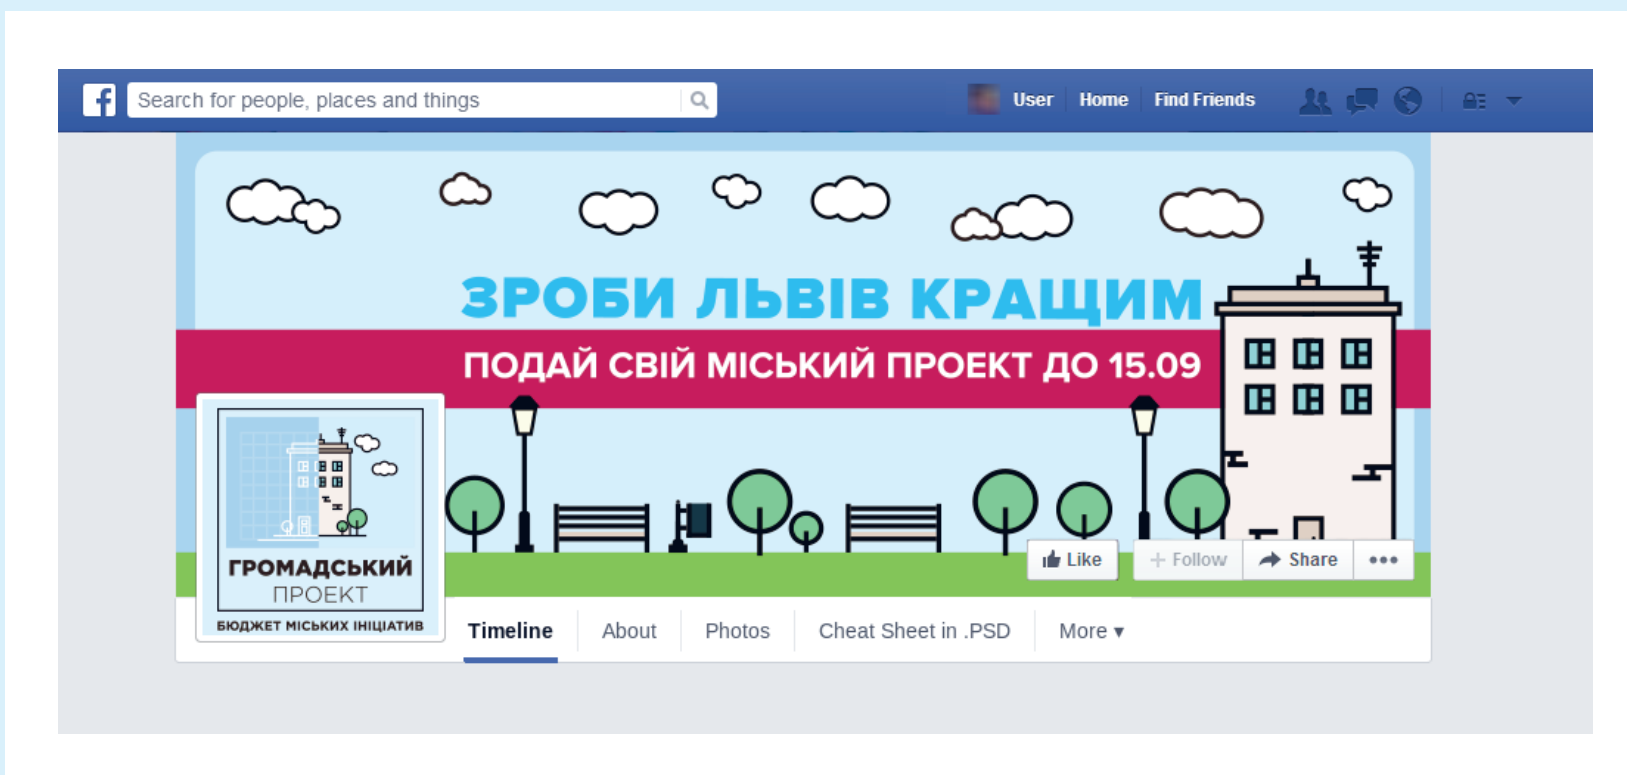 Search for people, places and things
User Home Find Friends
ЗРОБИ ЛЬВІВ КРАЩИМ
ПОДАЙ СВІЙ МІСЬКИЙ ПРОЕКТ ДО 15.09
ГРОМАДСЬКИЙ
ПРОЕКТ
БЮДЖЕТ МІСЬКИХ ІНІЦІАТИВ
Like + Follow Share
Timeline About Photos Cheat Sheet in .PSD More ▾